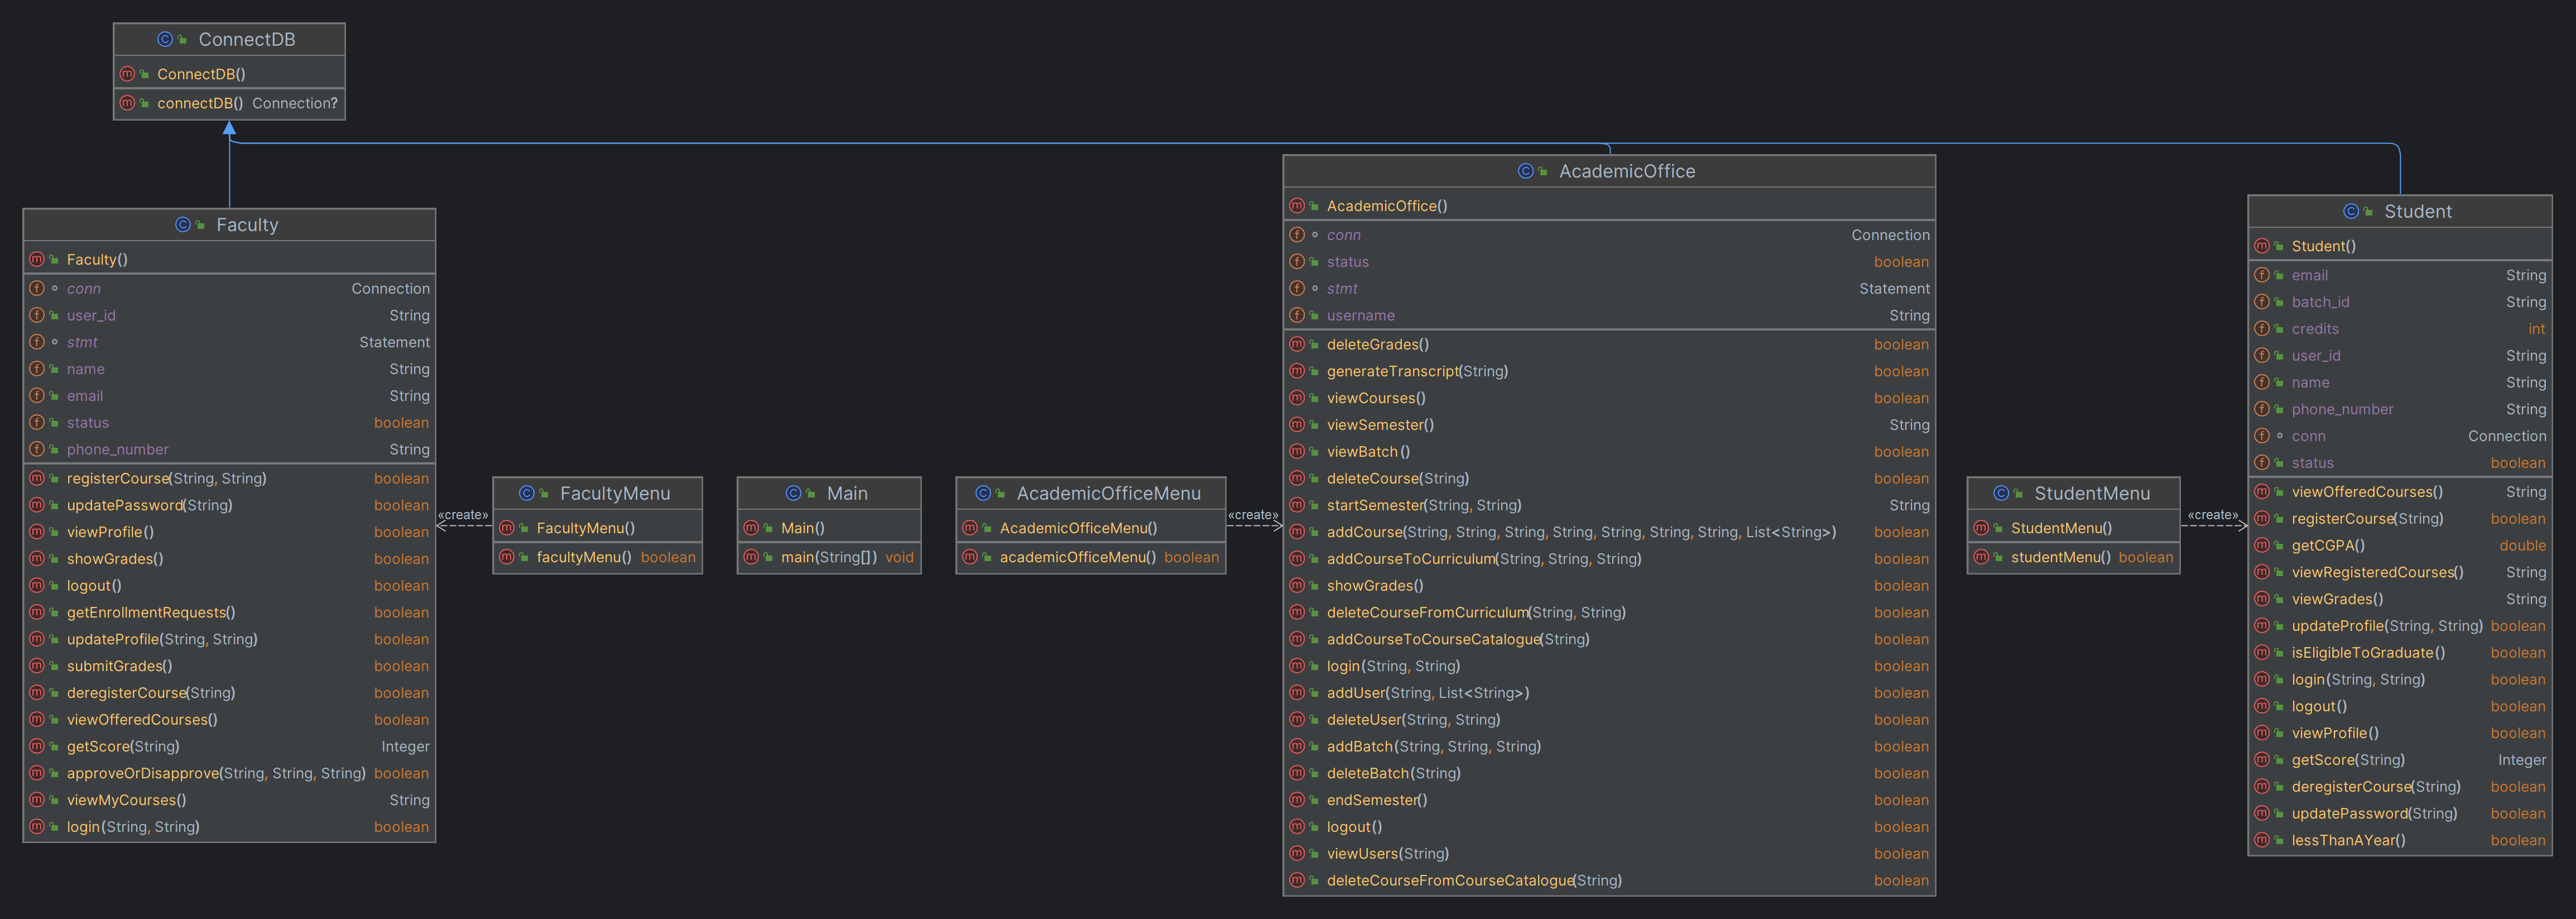 ConnectDB
ConnectDB()
connectDB() Connection?
Faculty
Faculty()
conn Connection
user_id String
stmt Statement
name String
email String
status boolean
phone_number String
registerCourse(String, String) boolean
updatePassword(String) boolean
viewProfile() boolean
showGrades() boolean
logout() boolean
getEnrollmentRequests() boolean
updateProfile(String, String) boolean
submitGrades() boolean
deregisterCourse(String) boolean
viewOfferedCourses() boolean
getScore(String) Integer
approveOrDisapprove(String, String, String) boolean
viewMyCourses() String
login(String, String) boolean
«create»
FacultyMenu
FacultyMenu()
facultyMenu() boolean
Main
Main()
main(String[]) void
AcademicOfficeMenu
AcademicOfficeMenu()
academicOfficeMenu() boolean
«create»
AcademicOffice
AcademicOffice()
conn Connection
status boolean
stmt Statement
username String
deleteGrades() boolean
generateTranscript(String) boolean
viewCourses() boolean
viewSemester() String
viewBatch() boolean
deleteCourse(String) boolean
startSemester(String, String) String
addCourse(String, String, String, String, String, String, String, List<String>) boolean
addCourseToCurriculum(String, String, String) boolean
showGrades() boolean
deleteCourseFromCurriculum(String, String) boolean
addCourseToCourseCatalogue(String) boolean
login(String, String) boolean
addUser(String, List<String>) boolean
deleteUser(String, String) boolean
addBatch(String, String, String) boolean
deleteBatch(String) boolean
endSemester() boolean
logout() boolean
viewUsers(String) boolean
deleteCourseFromCourseCatalogue(String) boolean
StudentMenu
StudentMenu()
studentMenu() boolean
«create»
Student
Student()
email String
batch_id String
credits int
user_id String
name String
phone_number String
conn Connection
status boolean
viewOfferedCourses() String
registerCourse(String) boolean
getCGPA() double
viewRegisteredCourses() String
viewGrades() String
updateProfile(String, String) boolean
isEligibleToGraduate() boolean
login(String, String) boolean
logout() boolean
viewProfile() boolean
getScore(String) Integer
deregisterCourse(String) boolean
updatePassword(String) boolean
lessThanAYear() boolean